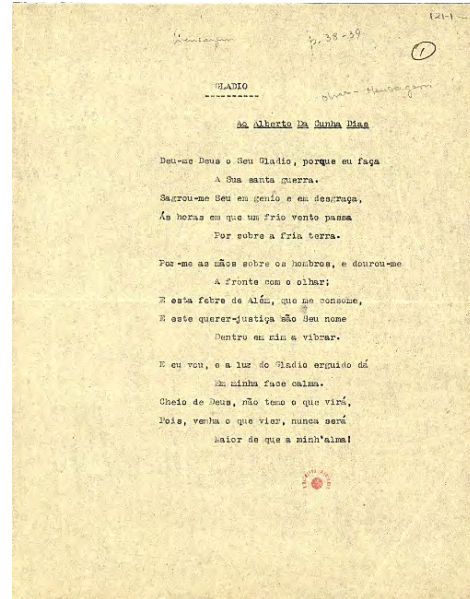 121-1
p. 38-39
1
GLADIO
Ao Alberto Da Cunha Dias
Deu-me Deus o Seu Gladio, porque eu faça
A Sua santa guerra.
Sagrou-me Seu em genio e em desgraça,
Ás horas em que um frio vento passa
Por sobre a fria terra.
Poz-me as mãos sobre os hombros, e dourou-me
A fronte com o olhar;
E esta febre de Além, que me consome,
E este querer-justiça são Seu nome
Dentro em mim a vibrar.
E eu vou, e a luz do Gladio erguido dá
Em minha face calma.
Cheio de Deus, não temo o que virá,
Pois, venha o que vier, nunca será
Maior do que a minh'alma!